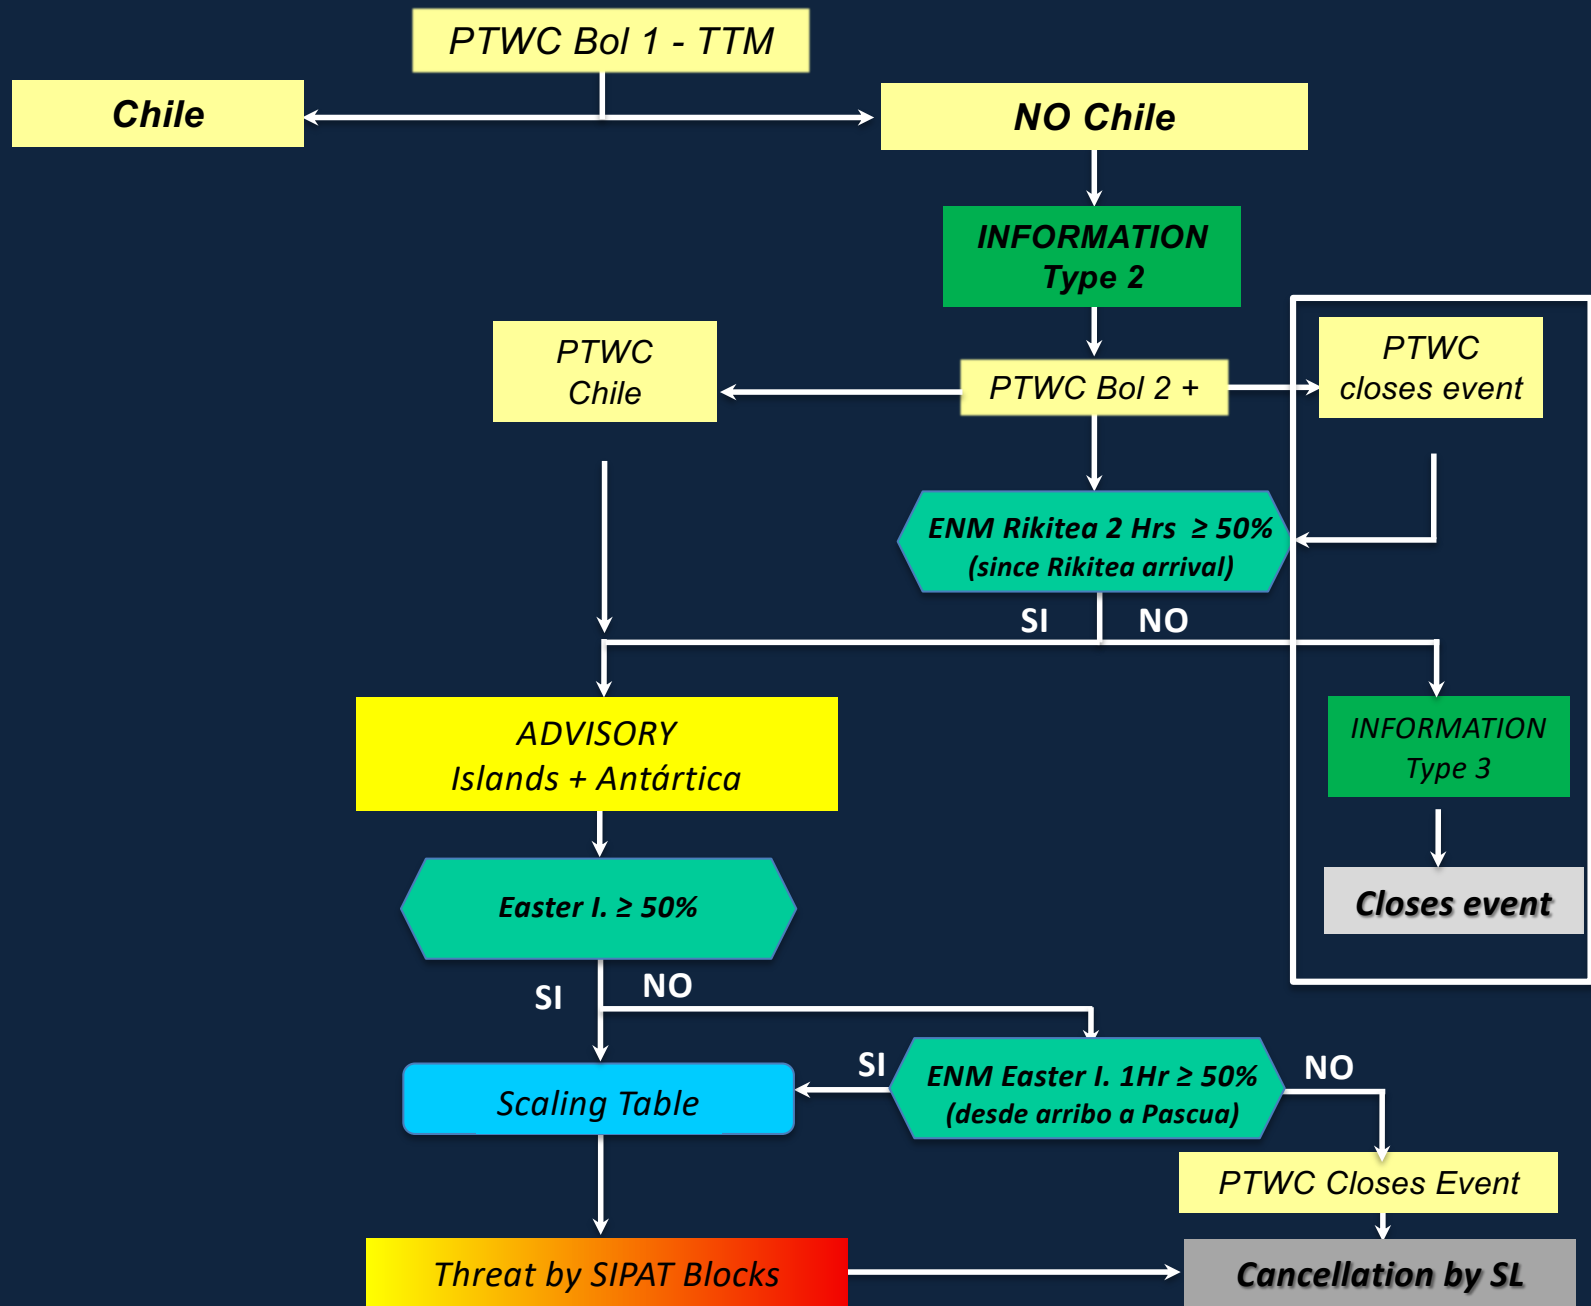 PTWC Bol 1 - TTM
Chile
NO Chile
INFORMATION
Type 2
PTWC
Chile
PTWC Bol 2 +
PTWC
closes event
ENM Rikitea 2 Hrs ≥ 50%
(since Rikitea arrival)
SI
NO
ADVISORY
Islands + Antártica
INFORMATION
Type 3
Closes event
Easter I. ≥ 50%
SI
NO
SI
ENM Easter I. 1Hr ≥ 50%
(desde arribo a Pascua)
NO
Scaling Table
PTWC Closes Event
Threat by SIPAT Blocks
Cancellation by SL